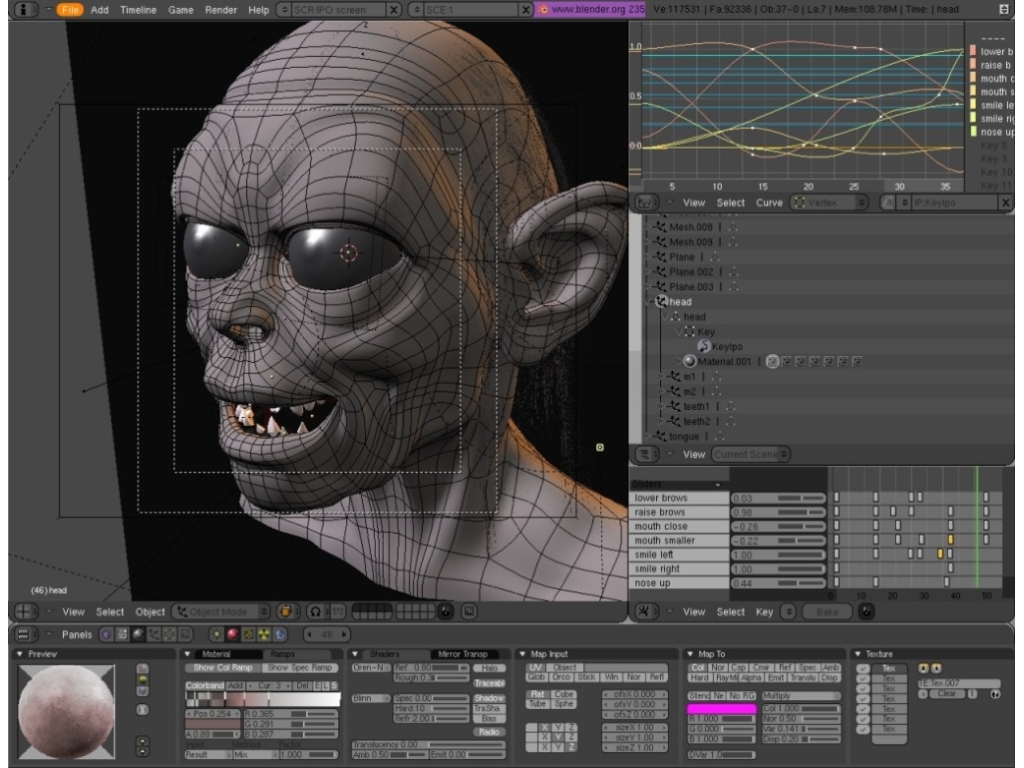 File Add Timeline Game Render Help SCR:IPO screen SCE:1 www.blender.org 235 Ve:117531 | Fa:92336 | Ob:37-0 | La:7 | Mem:108.78M | Time: | head
1.0
0.5
0.0
5 10 15 20 25 30 35
lower b
raise b
mouth c
mouth s
smile le
smile rig
nose up
Key 8
Key 9
Key 10
Key 11
View Select Curve Vertex IP:KeyIpo
Mesh.008
Mesh.009
Plane
Plane.002
Plane.003
head
head
Key
KeyIpo
Material.001
m1
m2
teeth1
teeth2
tongue
View Current Scene
Sliders
lower brows 0.03
raise brows 0.98
mouth close -0.26
mouth smaller -0.22
smile left 1.00
smile right 1.00
nose up 0.44
0 10 20 30 40 50
View Select Key Bake
(46) head
View Select Object Object Mode
Panels 46
Preview
Material Ramps
Show Col Ramp Show Spec Ramp
Colorband Add Cur:3 Del E L S
Pos 0.254 R 0.365
G 0.291
A 0.89 B 0.287
Input Method Factor
Result Mix 1.000
Shaders Mirror Transp
Oren-N Ref 0.80 Halo
Rough:0.3 Traceabl
Blinn Spec 0.00 Shadow
Hard:10 TraSha
Refr:2.00 Bias
Radio
Translucency 0.00
Amb 0.50 Emit 0.00
Map Input
UV Object
Glob Orco Stick Win Nor Refl
Flat Cube ofsX 0.000
Tube Sphe ofsY 0.000
ofsZ 0.000
X Y Z sizeX 1.00
X Y Z sizeY 1.00
X Y Z sizeZ 1.00
Map To
Col Nor Csp Cmir Ref Spec Amb
Hard RayMi Alpha Emit Translu Disp
Stenc Ne No RG Multiply
Col 1.000
R 1.000 Nor 0.50
G 0.000 Var 0.141
B 1.000 Disp 0.20
DVar 1.0
Texture
Tex
Tex
Tex TE:Tex.007
Tex Clear 1
Tex
Tex
Tex